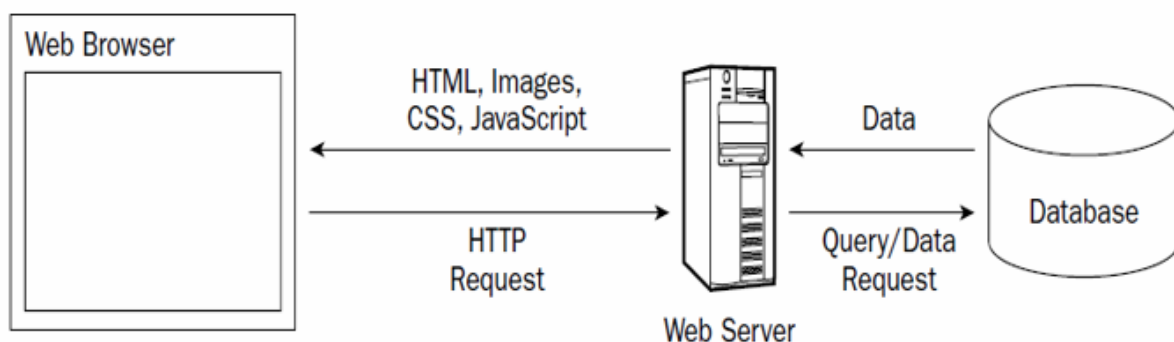 Web Browser
HTML, Images,
CSS, JavaScript
HTTP
Request
Web Server
Data
Query/Data
Request
Database